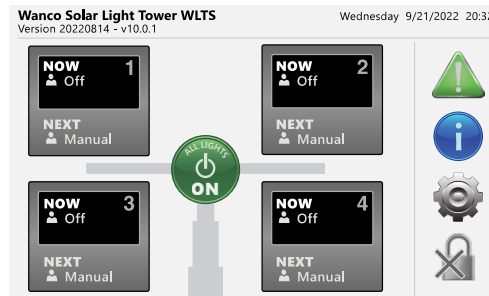 Wanco Solar Light Tower WLTS
Wednesday 9/21/2022 20:32
Version 20220814 - v10.0.1
NOW 1
Off
NEXT
Manual
NOW 2
Off
NEXT
Manual
ALL LIGHTS
ON
NOW 3
Off
NEXT
Manual
NOW 4
Off
NEXT
Manual